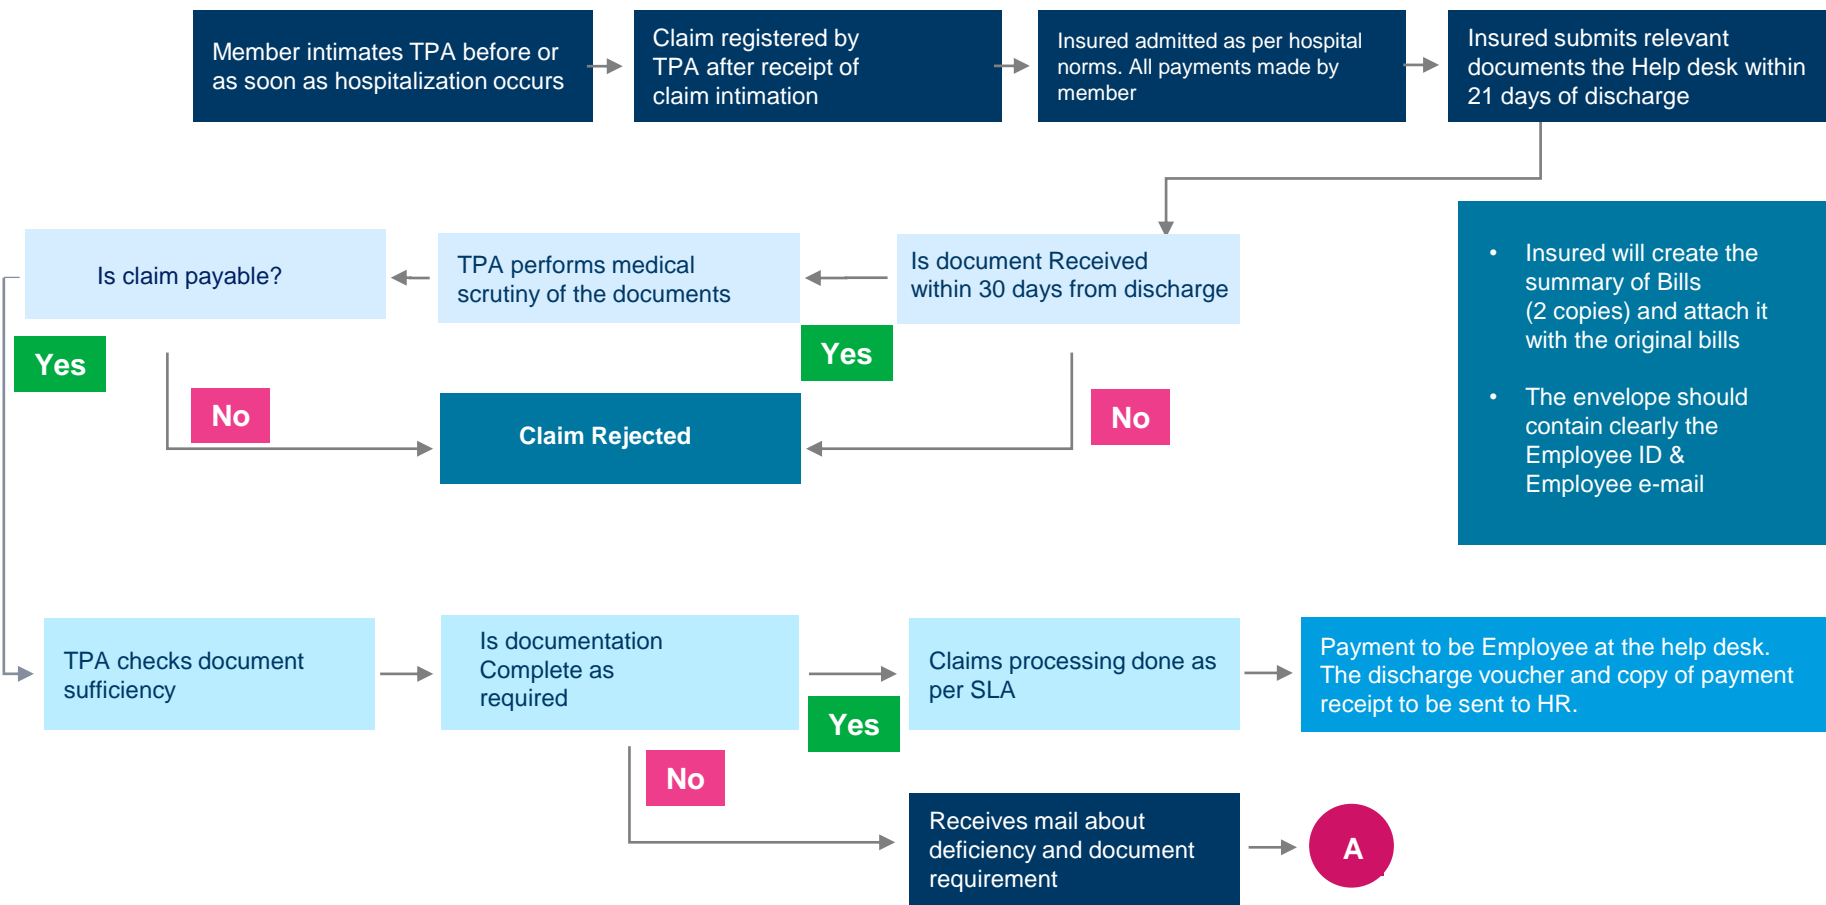 Member intimates TPA before or
as soon as hospitalization occurs
Claim registered by
TPA after receipt of
claim intimation
Insured admitted as per hospital
norms. All payments made by
member
Insured submits relevant
documents the Help desk within
21 days of discharge
Is claim payable?
TPA performs medical
scrutiny of the documents
Is document Received
within 30 days from discharge
• Insured will create the
summary of Bills
(2 copies) and attach it
with the original bills
• The envelope should
contain clearly the
Employee ID &
Employee e-mail
Yes
No
Yes
No
Claim Rejected
TPA checks document
sufficiency
Is documentation
Complete as
required
Claims processing done as
per SLA
Payment to be Employee at the help desk.
The discharge voucher and copy of payment
receipt to be sent to HR.
Yes
No
Receives mail about
deficiency and document
requirement
A